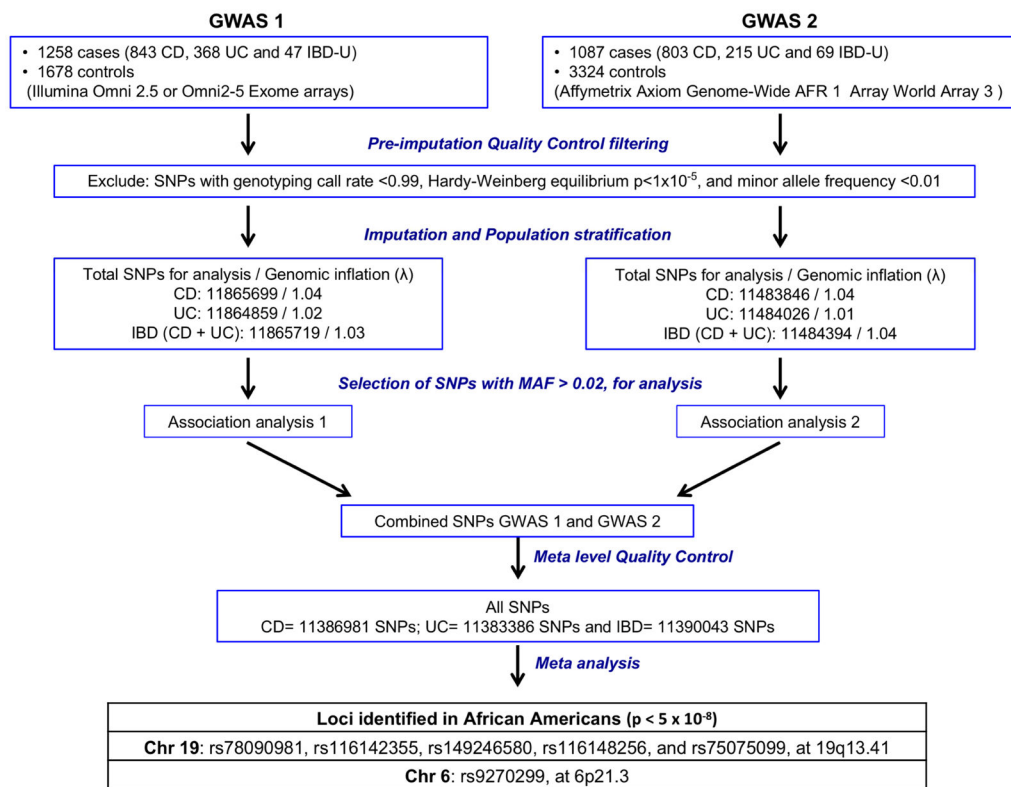 GWAS 1
• 1258 cases (843 CD, 368 UC and 47 IBD-U)
• 1678 controls
(Illumina Omni 2.5 or Omni2-5 Exome arrays)
GWAS 2
• 1087 cases (803 CD, 215 UC and 69 IBD-U)
• 3324 controls
(Affymetrix Axiom Genome-Wide AFR 1 Array World Array 3 )
Pre-imputation Quality Control filtering
Exclude: SNPs with genotyping call rate <0.99, Hardy-Weinberg equilibrium p<1x10⁻⁵, and minor allele frequency <0.01
Imputation and Population stratification
Total SNPs for analysis / Genomic inflation (λ)
CD: 11865699 / 1.04
UC: 11864859 / 1.02
IBD (CD + UC): 11865719 / 1.03
Total SNPs for analysis / Genomic inflation (λ)
CD: 11483846 / 1.04
UC: 11484026 / 1.01
IBD (CD + UC): 11484394 / 1.04
Selection of SNPs with MAF > 0.02, for analysis
Association analysis 1
Association analysis 2
Combined SNPs GWAS 1 and GWAS 2
Meta level Quality Control
All SNPs
CD= 11386981 SNPs; UC= 11383386 SNPs and IBD= 11390043 SNPs
Meta analysis
Loci identified in African Americans (p < 5 x 10⁻⁸)
Chr 19: rs78090981, rs116142355, rs149246580, rs116148256, and rs75075099, at 19q13.41
Chr 6: rs9270299, at 6p21.3